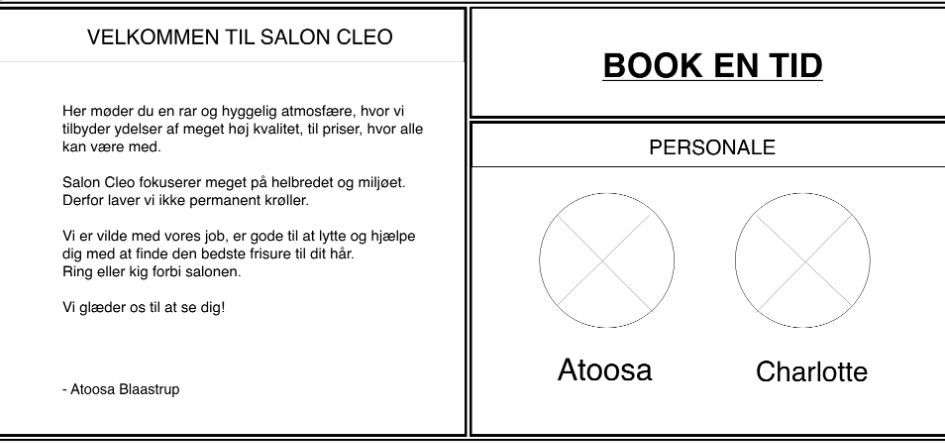 VELKOMMEN TIL SALON CLEO
Her møder du en rar og hyggelig atmosfære, hvor vi
tilbyder ydelser af meget høj kvalitet, til priser, hvor alle
kan være med.
Salon Cleo fokuserer meget på helbredet og miljøet.
Derfor laver vi ikke permanent krøller.
Vi er vilde med vores job, er gode til at lytte og hjælpe
dig med at finde den bedste frisure til dit hår.
Ring eller kig forbi salonen.
Vi glæder os til at se dig!
- Atoosa Blaastrup
BOOK EN TID
PERSONALE
Atoosa
Charlotte